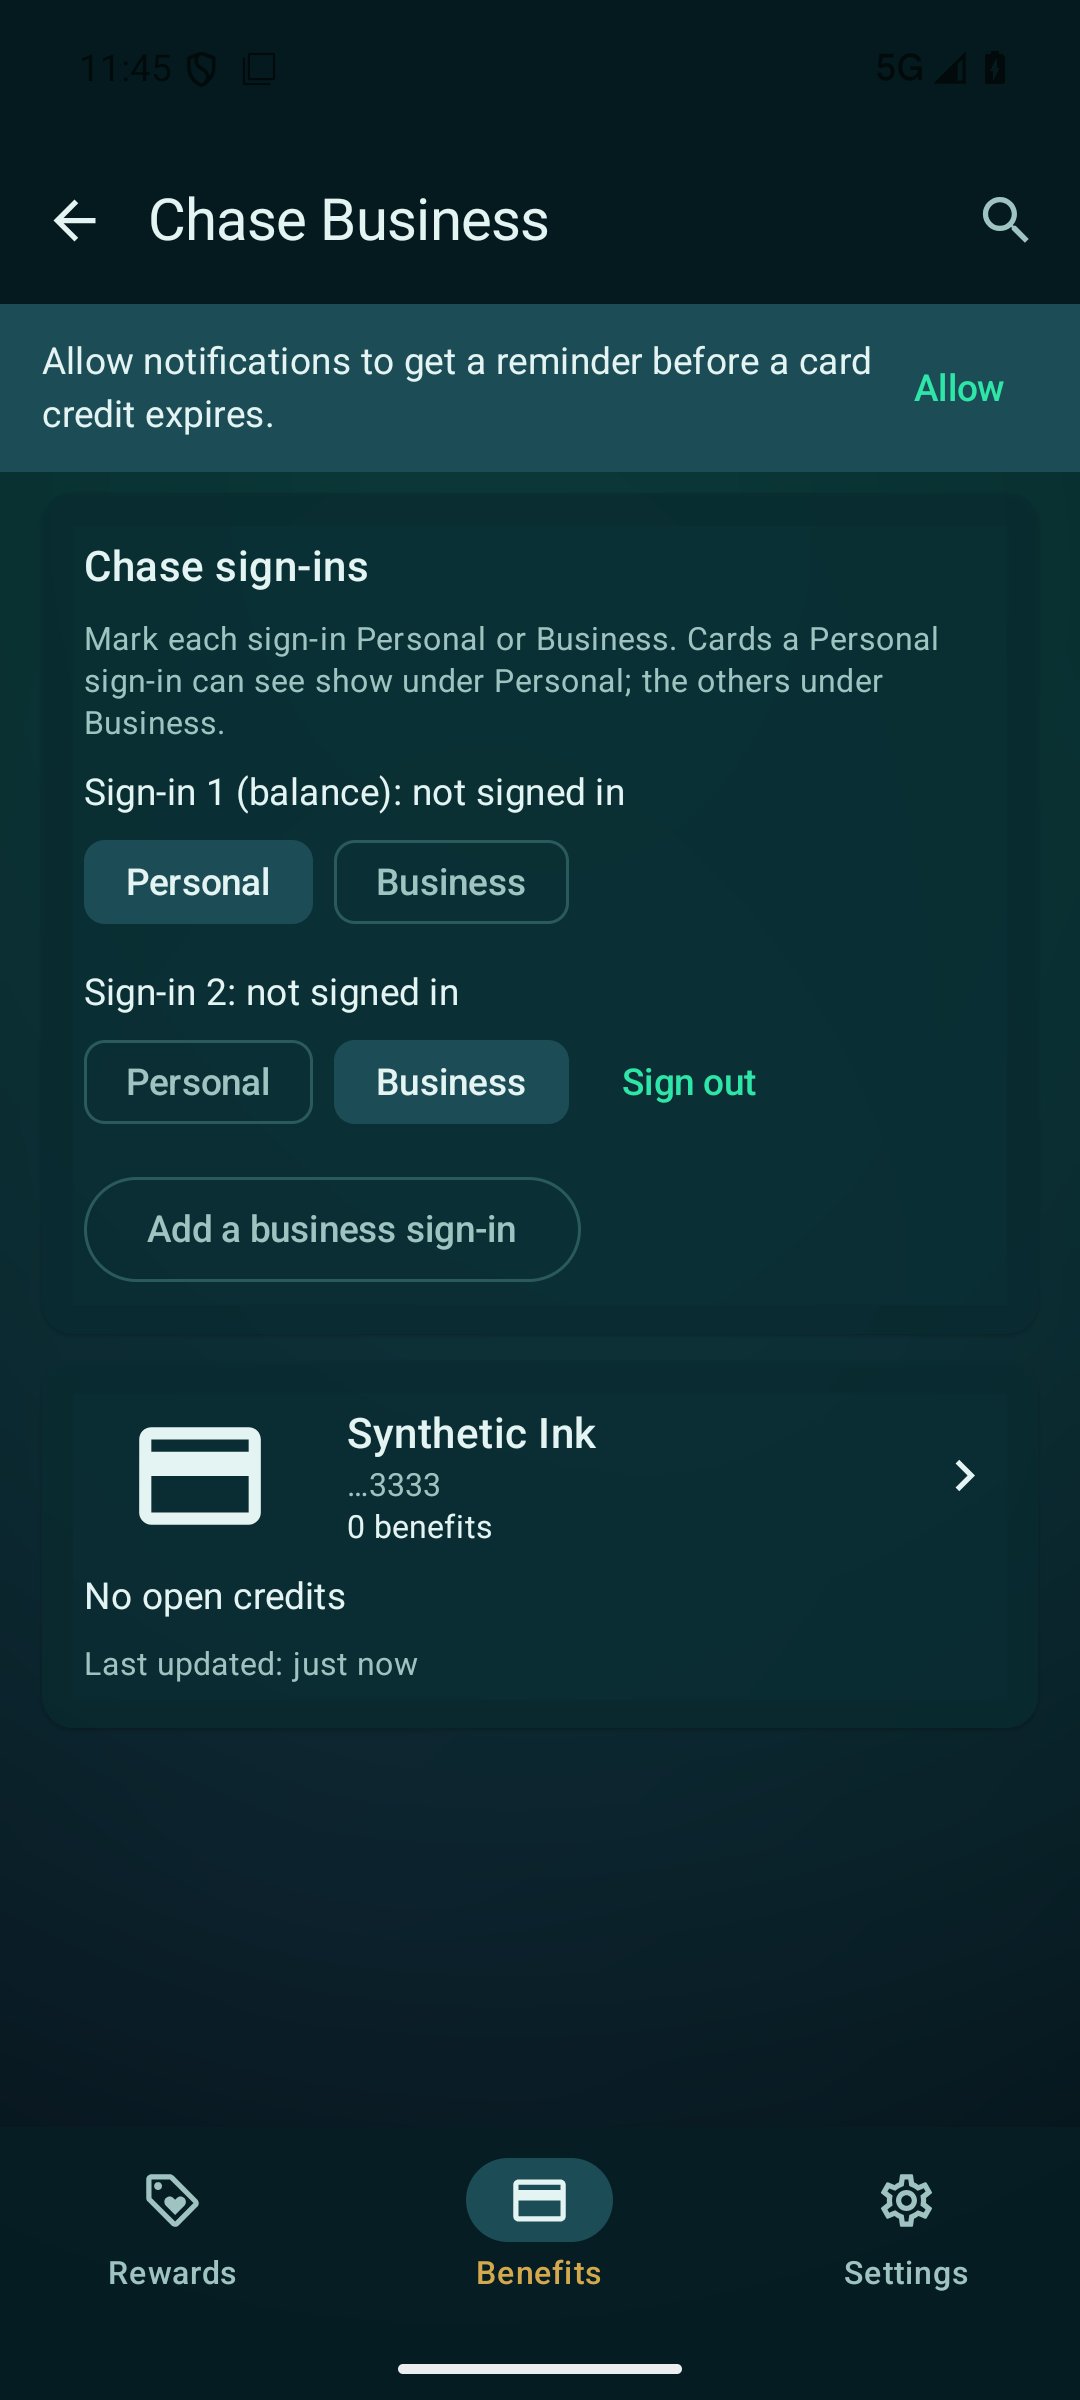 11:45
5G
Chase Business
Allow notifications to get a reminder before a card
credit expires.
Allow
Chase sign-ins
Mark each sign-in Personal or Business. Cards a Personal
sign-in can see show under Personal; the others under
Business.
Sign-in 1 (balance): not signed in
Personal
Business
Sign-in 2: not signed in
Personal
Business
Sign out
Add a business sign-in
Synthetic Ink
…3333
0 benefits
No open credits
Last updated: just now
Rewards
Benefits
Settings